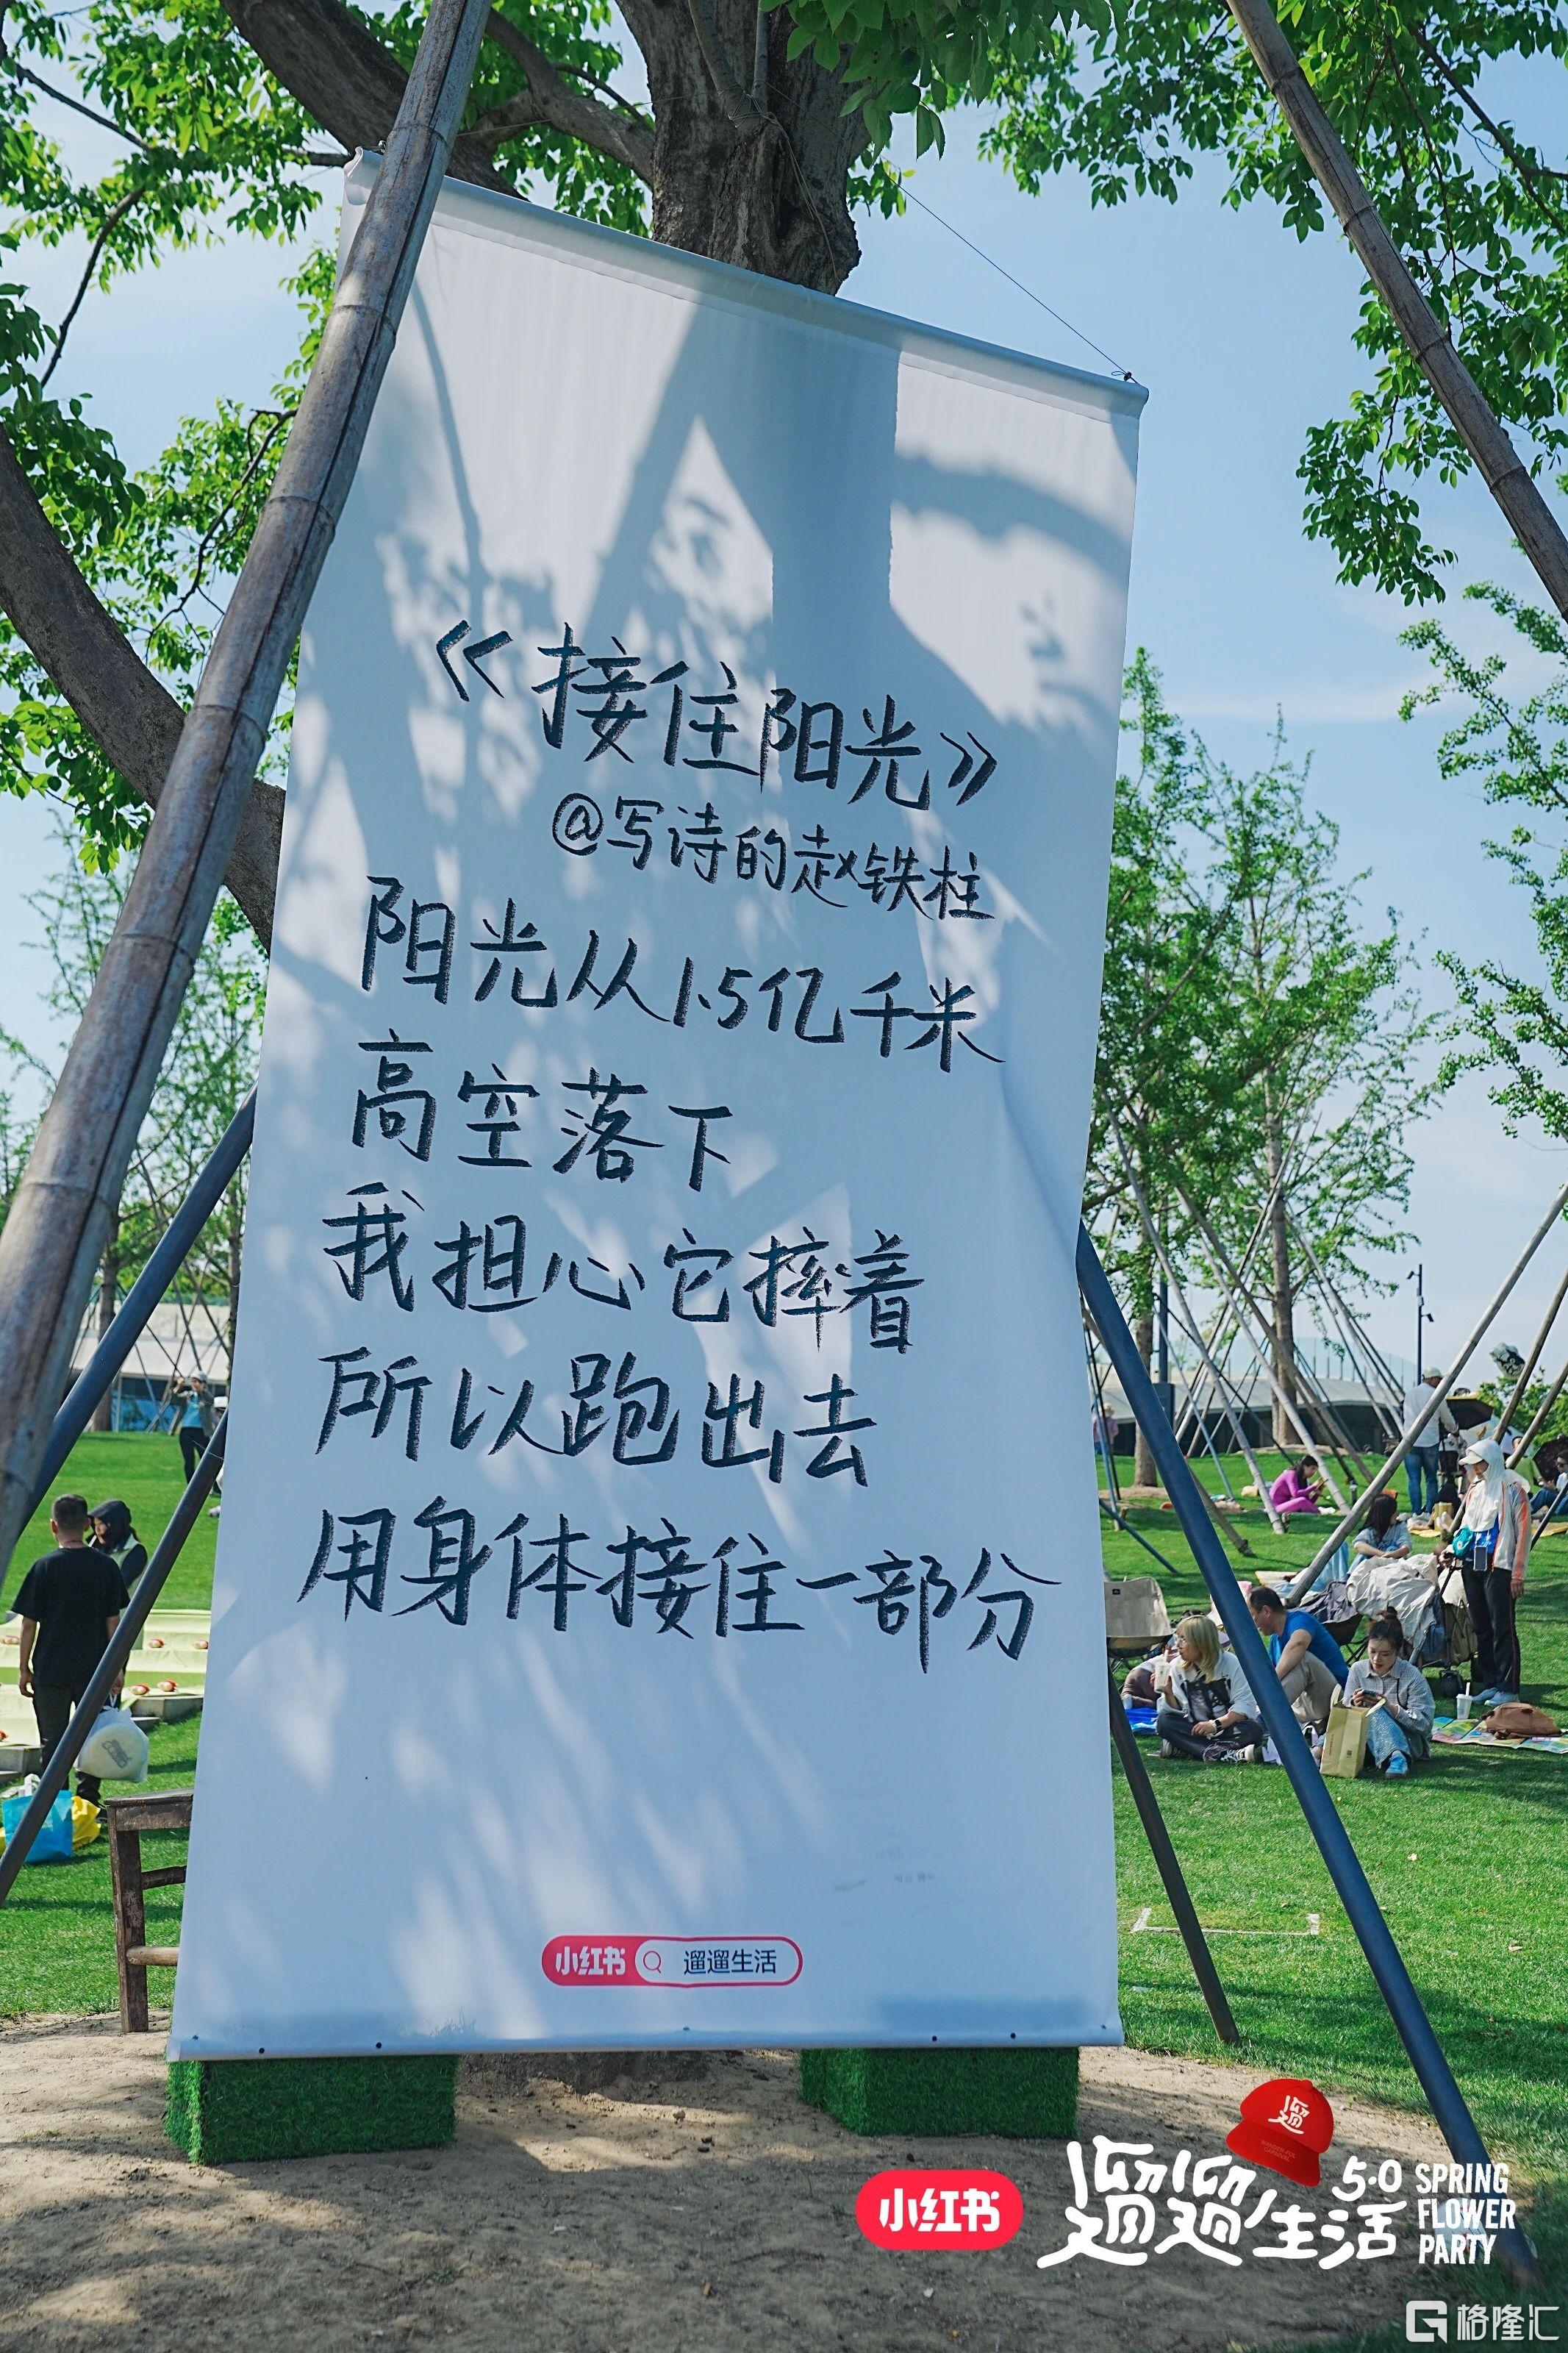 《接住阳光》
@写诗的赵铁柱
阳光从1.5亿千米
高空落下
我担心它摔着
所以跑出去
用身体接住一部分
小红书 遛遛生活
遛
小红书 遛遛生活 5.0 SPRING
FLOWER
PARTY
格隆汇